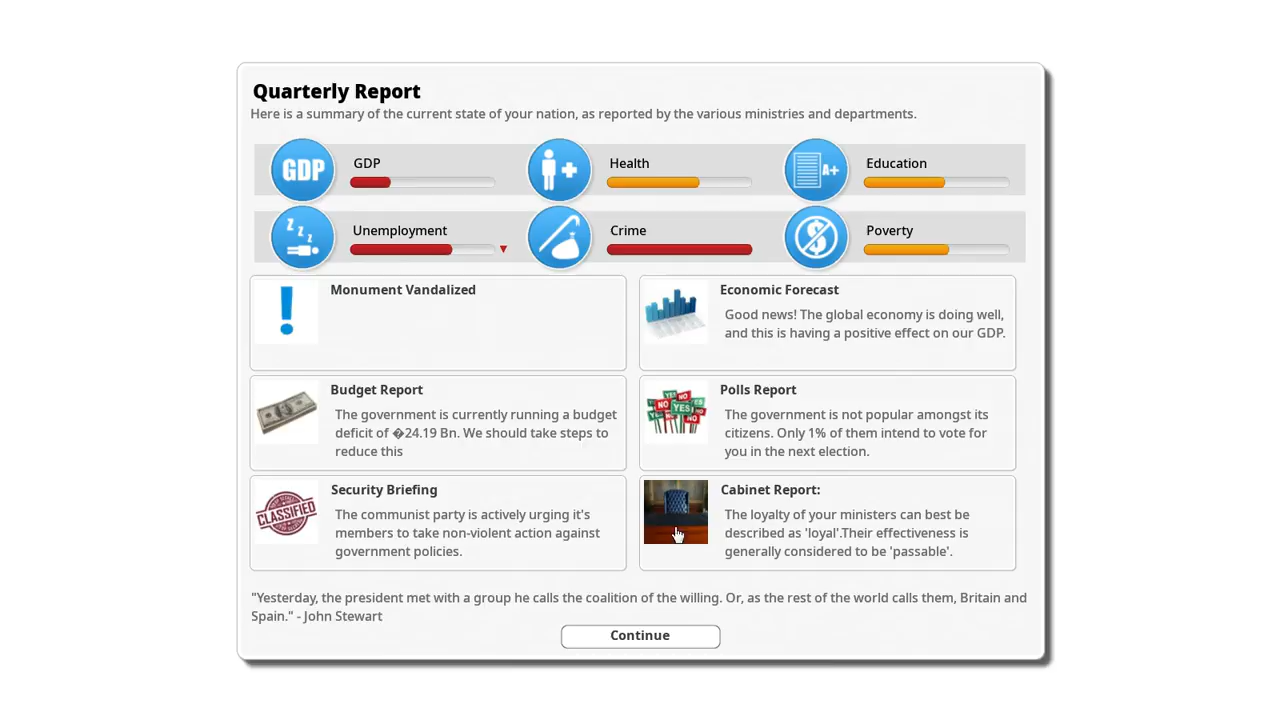 Quarterly Report
Here is a summary of the current state of your nation, as reported by the various ministries and departments.
GDP
GDP
Health
A+
Education
Z Z Z
Unemployment
Crime
$
Poverty
Monument Vandalized
Economic Forecast
Good news! The global economy is doing well,
and this is having a positive effect on our GDP.
Budget Report
The government is currently running a budget
deficit of �24.19 Bn. We should take steps to
reduce this
YES NO YES NO YES NO
Polls Report
The government is not popular amongst its
citizens. Only 1% of them intend to vote for
you in the next election.
CLASSIFIED
Security Briefing
The communist party is actively urging it's
members to take non-violent action against
government policies.
Cabinet Report:
The loyalty of your ministers can best be
described as 'loyal'.Their effectiveness is
generally considered to be 'passable'.
"Yesterday, the president met with a group he calls the coalition of the willing. Or, as the rest of the world calls them, Britain and
Spain." - John Stewart
Continue